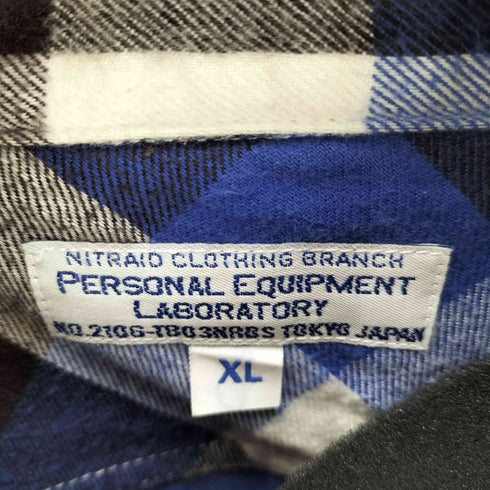 NITRAID CLOTHING BRANCH
PERSONAL EQUIPMENT
LABORATORY
NO.2106-TB03NRBS TOKYO JAPAN
XL